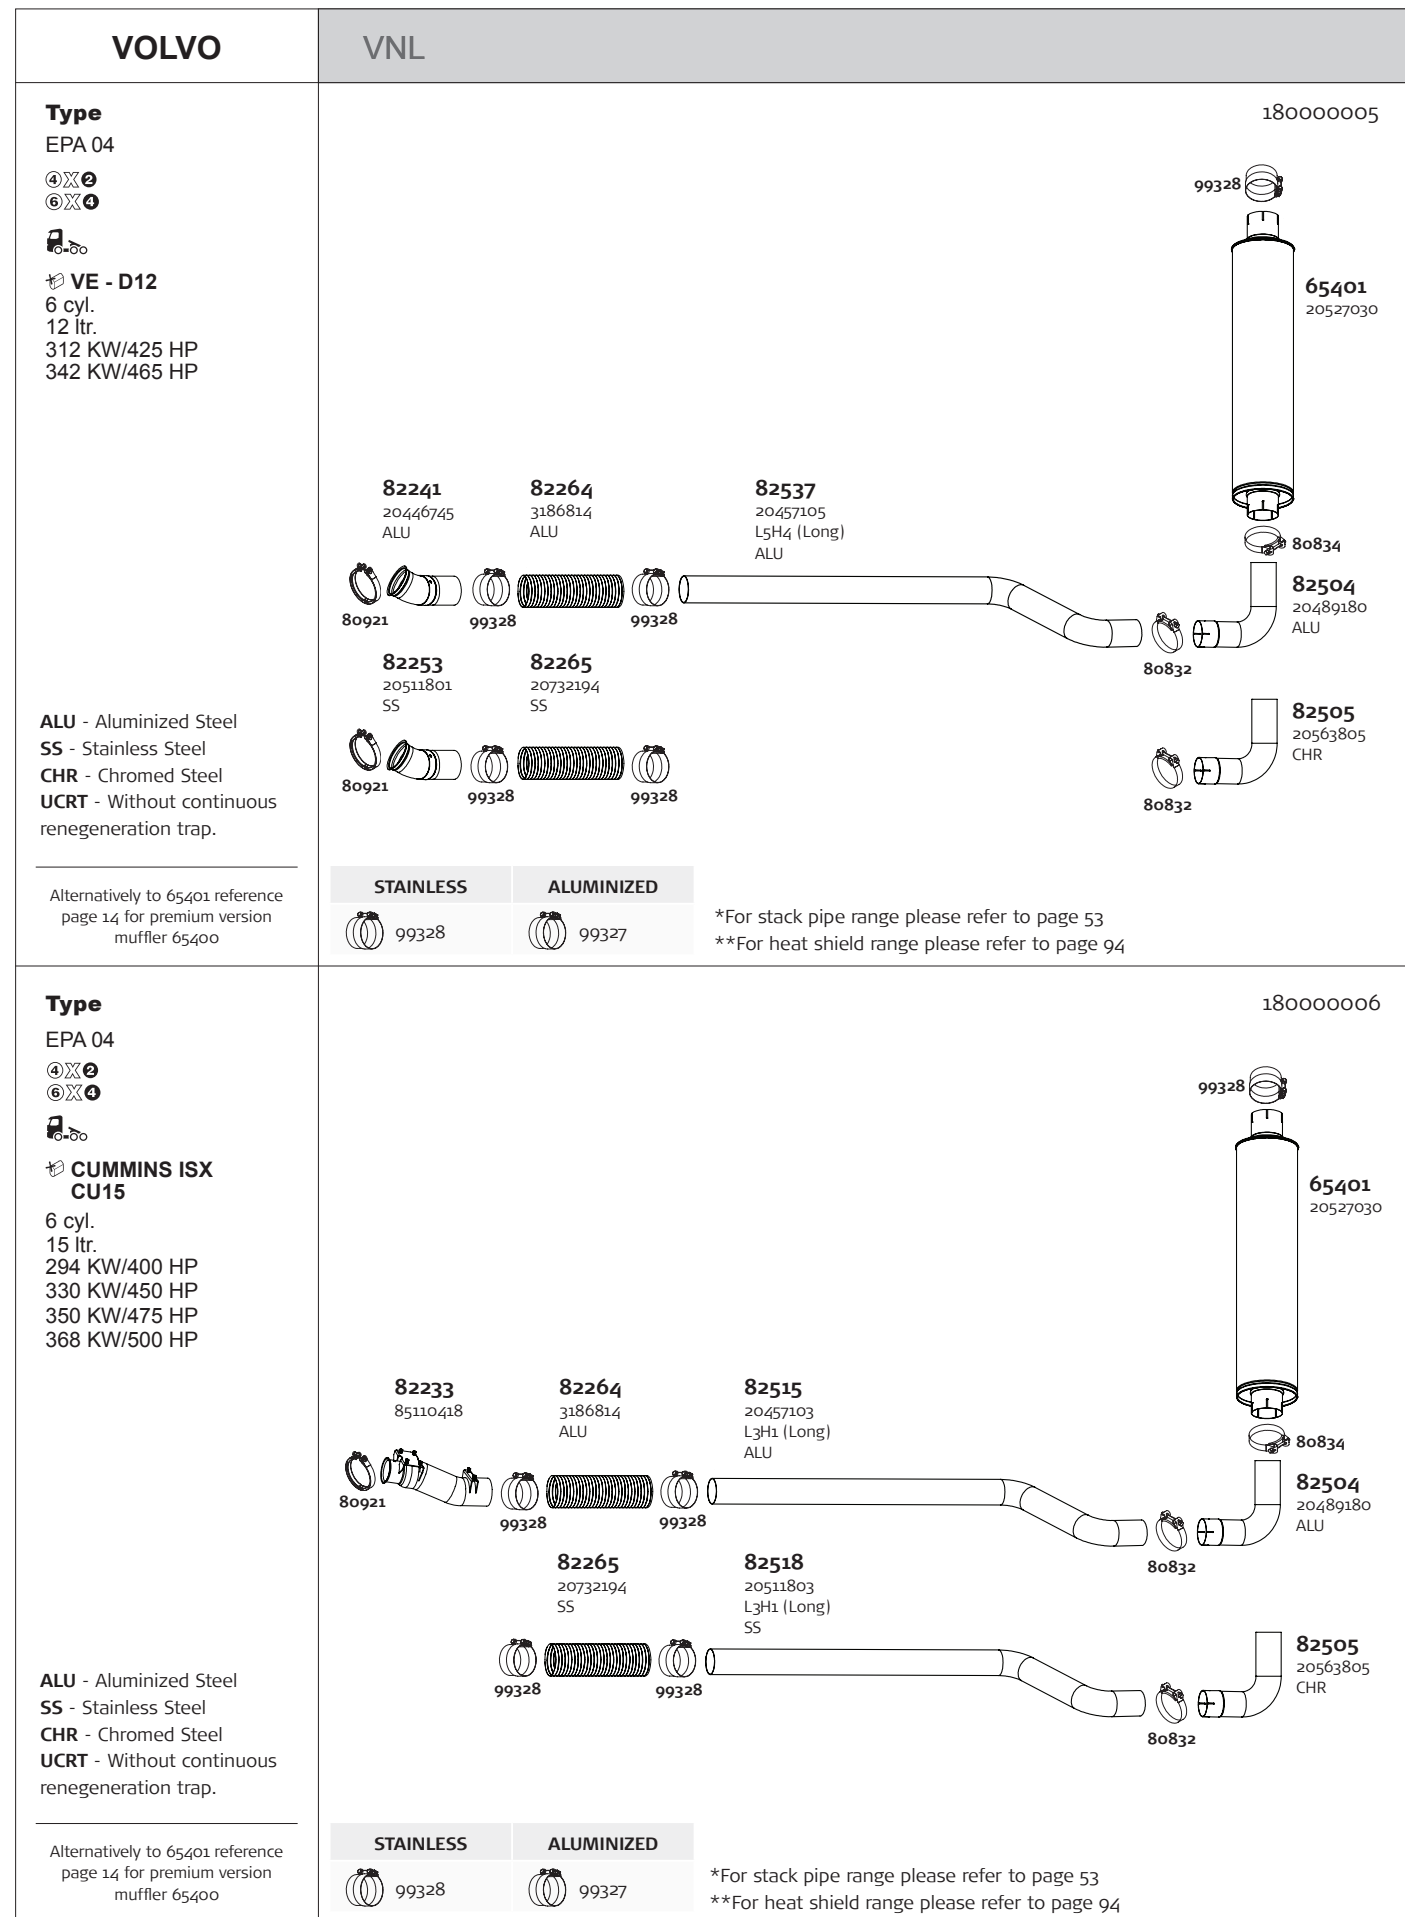 VOLVO
VNL
Type
EPA 04
4X2
6X4
VE - D12
6 cyl.
12 ltr.
312 KW/425 HP
342 KW/465 HP
ALU - Aluminized Steel
SS - Stainless Steel
CHR - Chromed Steel
UCRT - Without continuous
renegeneration trap.
Alternatively to 65401 reference
page 14 for premium version
muffler 65400
180000005
99328
65401
20527030
80834
82241
20446745
ALU
82264
3186814
ALU
82537
20457105
L5H4 (Long)
ALU
82504
20489180
ALU
80921
99328
99328
80832
82253
20511801
SS
82265
20732194
SS
82505
20563805
CHR
80921
99328
99328
80832
STAINLESS
ALUMINIZED
99328
99327
*For stack pipe range please refer to page 53
**For heat shield range please refer to page 94
Type
EPA 04
4X2
6X4
CUMMINS ISX
CU15
6 cyl.
15 ltr.
294 KW/400 HP
330 KW/450 HP
350 KW/475 HP
368 KW/500 HP
ALU - Aluminized Steel
SS - Stainless Steel
CHR - Chromed Steel
UCRT - Without continuous
renegeneration trap.
Alternatively to 65401 reference
page 14 for premium version
muffler 65400
180000006
99328
65401
20527030
80834
82233
85110418
82264
3186814
ALU
82515
20457103
L3H1 (Long)
ALU
82504
20489180
ALU
80921
99328
99328
80832
82265
20732194
SS
82518
20511803
L3H1 (Long)
SS
82505
20563805
CHR
99328
99328
80832
STAINLESS
ALUMINIZED
99328
99327
*For stack pipe range please refer to page 53
**For heat shield range please refer to page 94